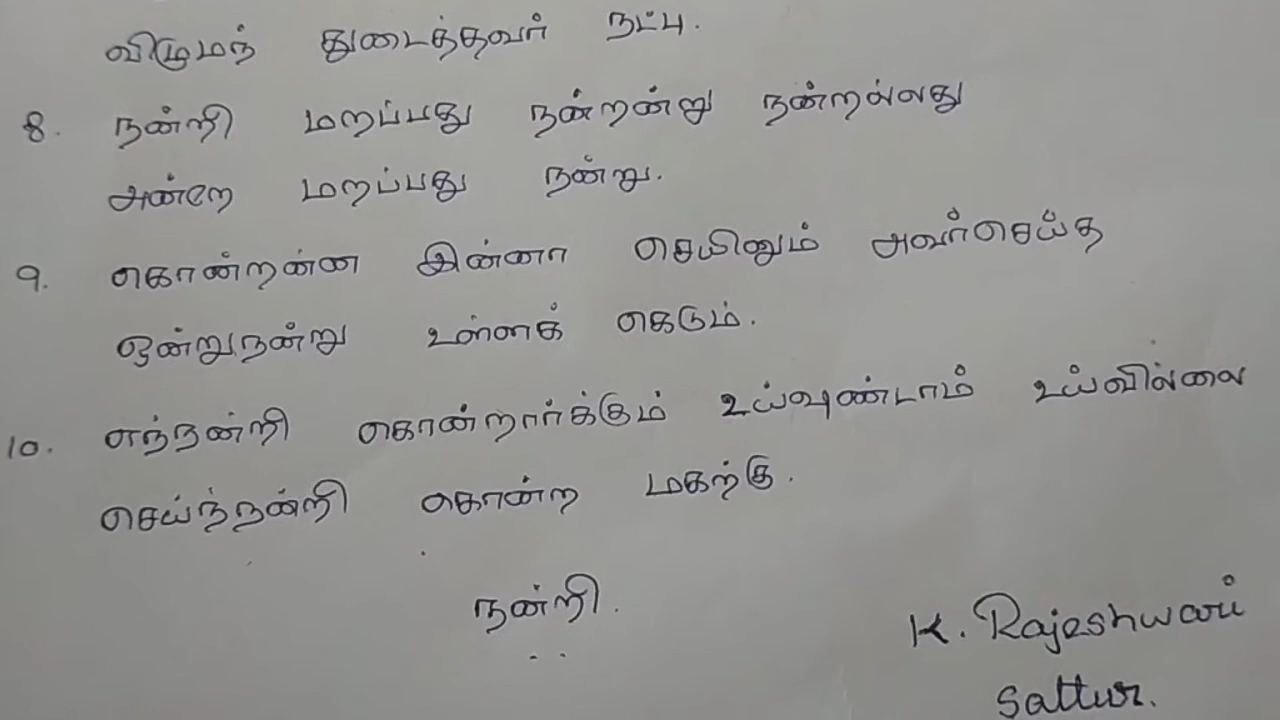 விழுமந் துடைத்தவர் நட்பு.
8. நன்றி மறப்பது நன்றன்று நன்றல்லது
அன்றே மறப்பது நன்று.
9. கொன்றன்ன இன்னா செயினும் அவர்செய்த
ஒன்றுநன்று உள்ளக் கெடும்.
10. எந்நன்றி கொன்றார்க்கும் உய்வுண்டாம் உய்வில்லை
செய்ந்நன்றி கொன்ற மகற்கு.
நன்றி.
K. Rajeshwari
Sattur.